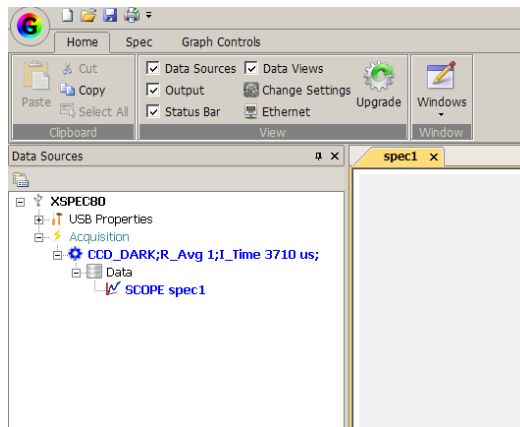 G
Home Spec Graph Controls
Paste Cut Copy Select All
Data Sources Data Views
Output Change Settings
Status Bar Ethernet
Upgrade Windows
Clipboard View Window
Data Sources spec1
XSPEC80
USB Properties
Acquisition
CCD_DARK;R_Avg 1;I_Time 3710 us;
Data
SCOPE spec1